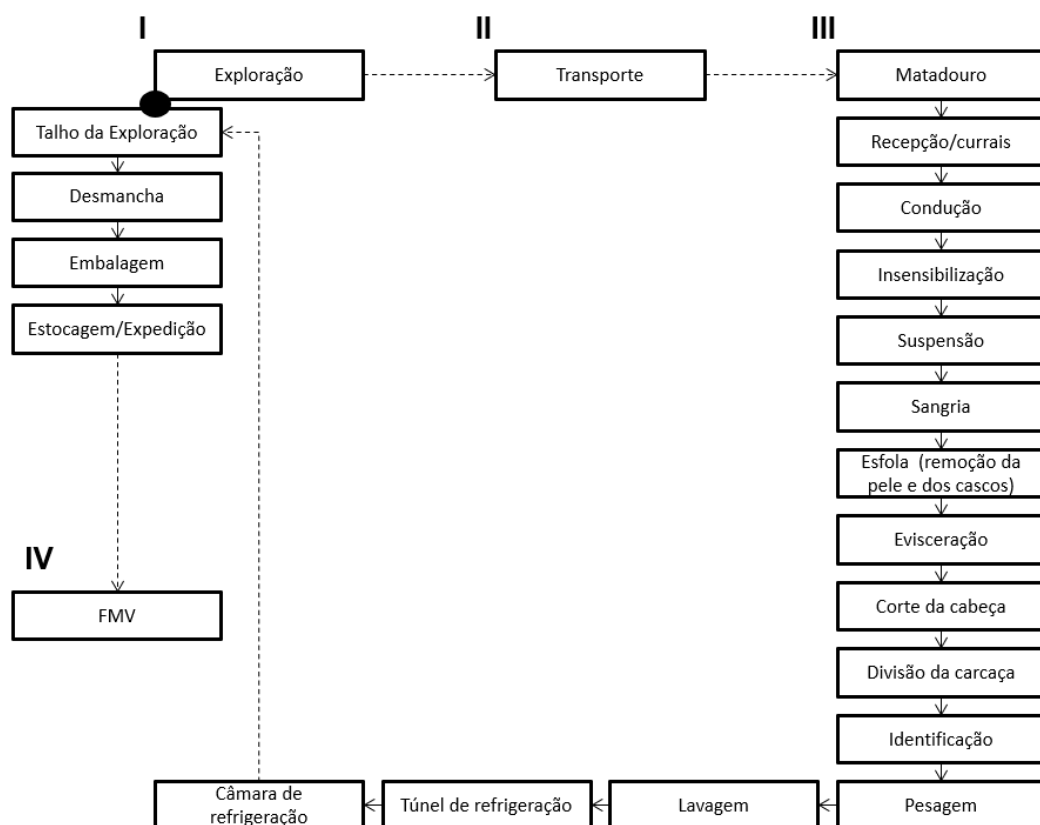 I
II
III
Exploração
Transporte
Matadouro
Talho da Exploração
Recepção/currais
Desmancha
Condução
Embalagem
Insensibilização
Estocagem/Expedição
Suspensão
Sangria
Esfola (remoção da
pele e dos cascos)
Evisceração
IV
FMV
Corte da cabeça
Divisão da carcaça
Identificação
Câmara de
refrigeração
Túnel de refrigeração
Lavagem
Pesagem